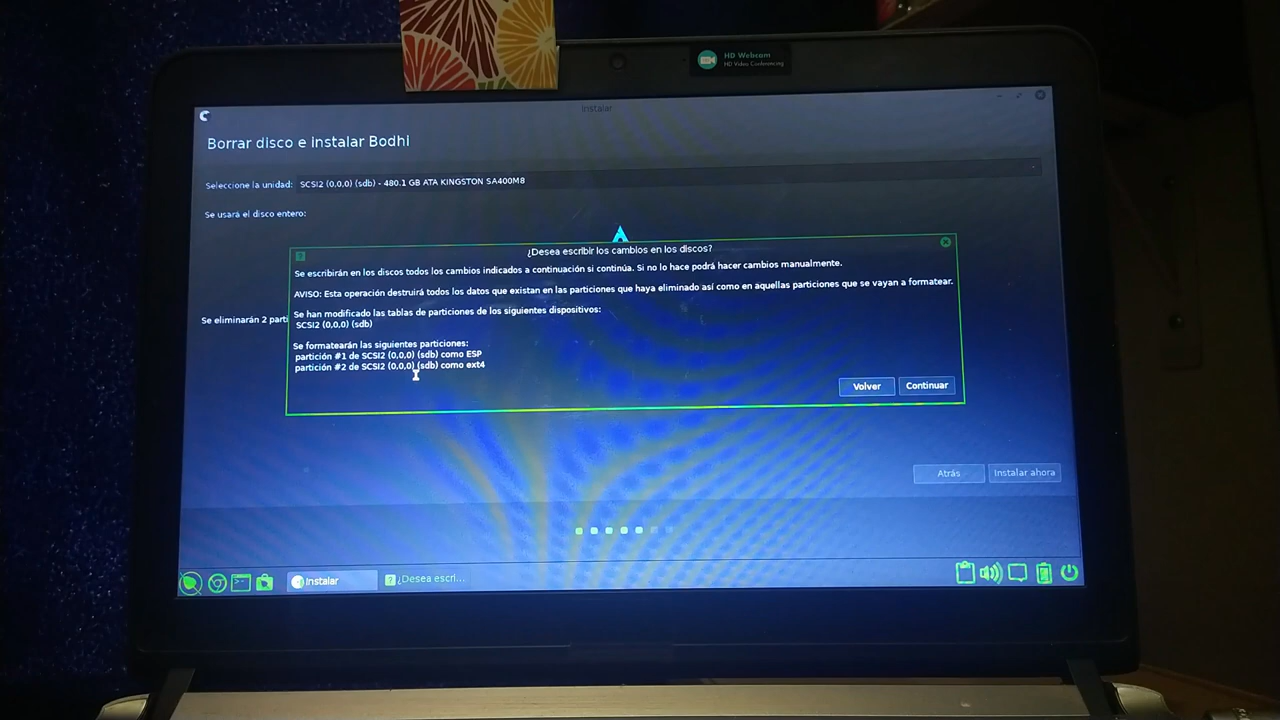 HD Webcam
HD Video Conferencing
Instalar
Borrar disco e instalar Bodhi
Seleccione la unidad: SCSI2 (0,0,0) (sdb) - 480.1 GB ATA KINGSTON SA400M8
Se usará el disco entero:
¿Desea escribir los cambios en los discos?
Se escribirán en los discos todos los cambios indicados a continuación si continúa. Si no lo hace podrá hacer cambios manualmente.
AVISO: Esta operación destruirá todos los datos que existan en las particiones que haya eliminado así como en aquellas particiones que se vayan a formatear.
Se han modificado las tablas de particiones de los siguientes dispositivos:
SCSI2 (0,0,0) (sdb)
Se eliminarán 2 parti
Se formatearán las siguientes particiones:
partición #1 de SCSI2 (0,0,0) (sdb) como ESP
partición #2 de SCSI2 (0,0,0) (sdb) como ext4
Volver Continuar
Atrás Instalar ahora
Instalar ¿Desea escri...